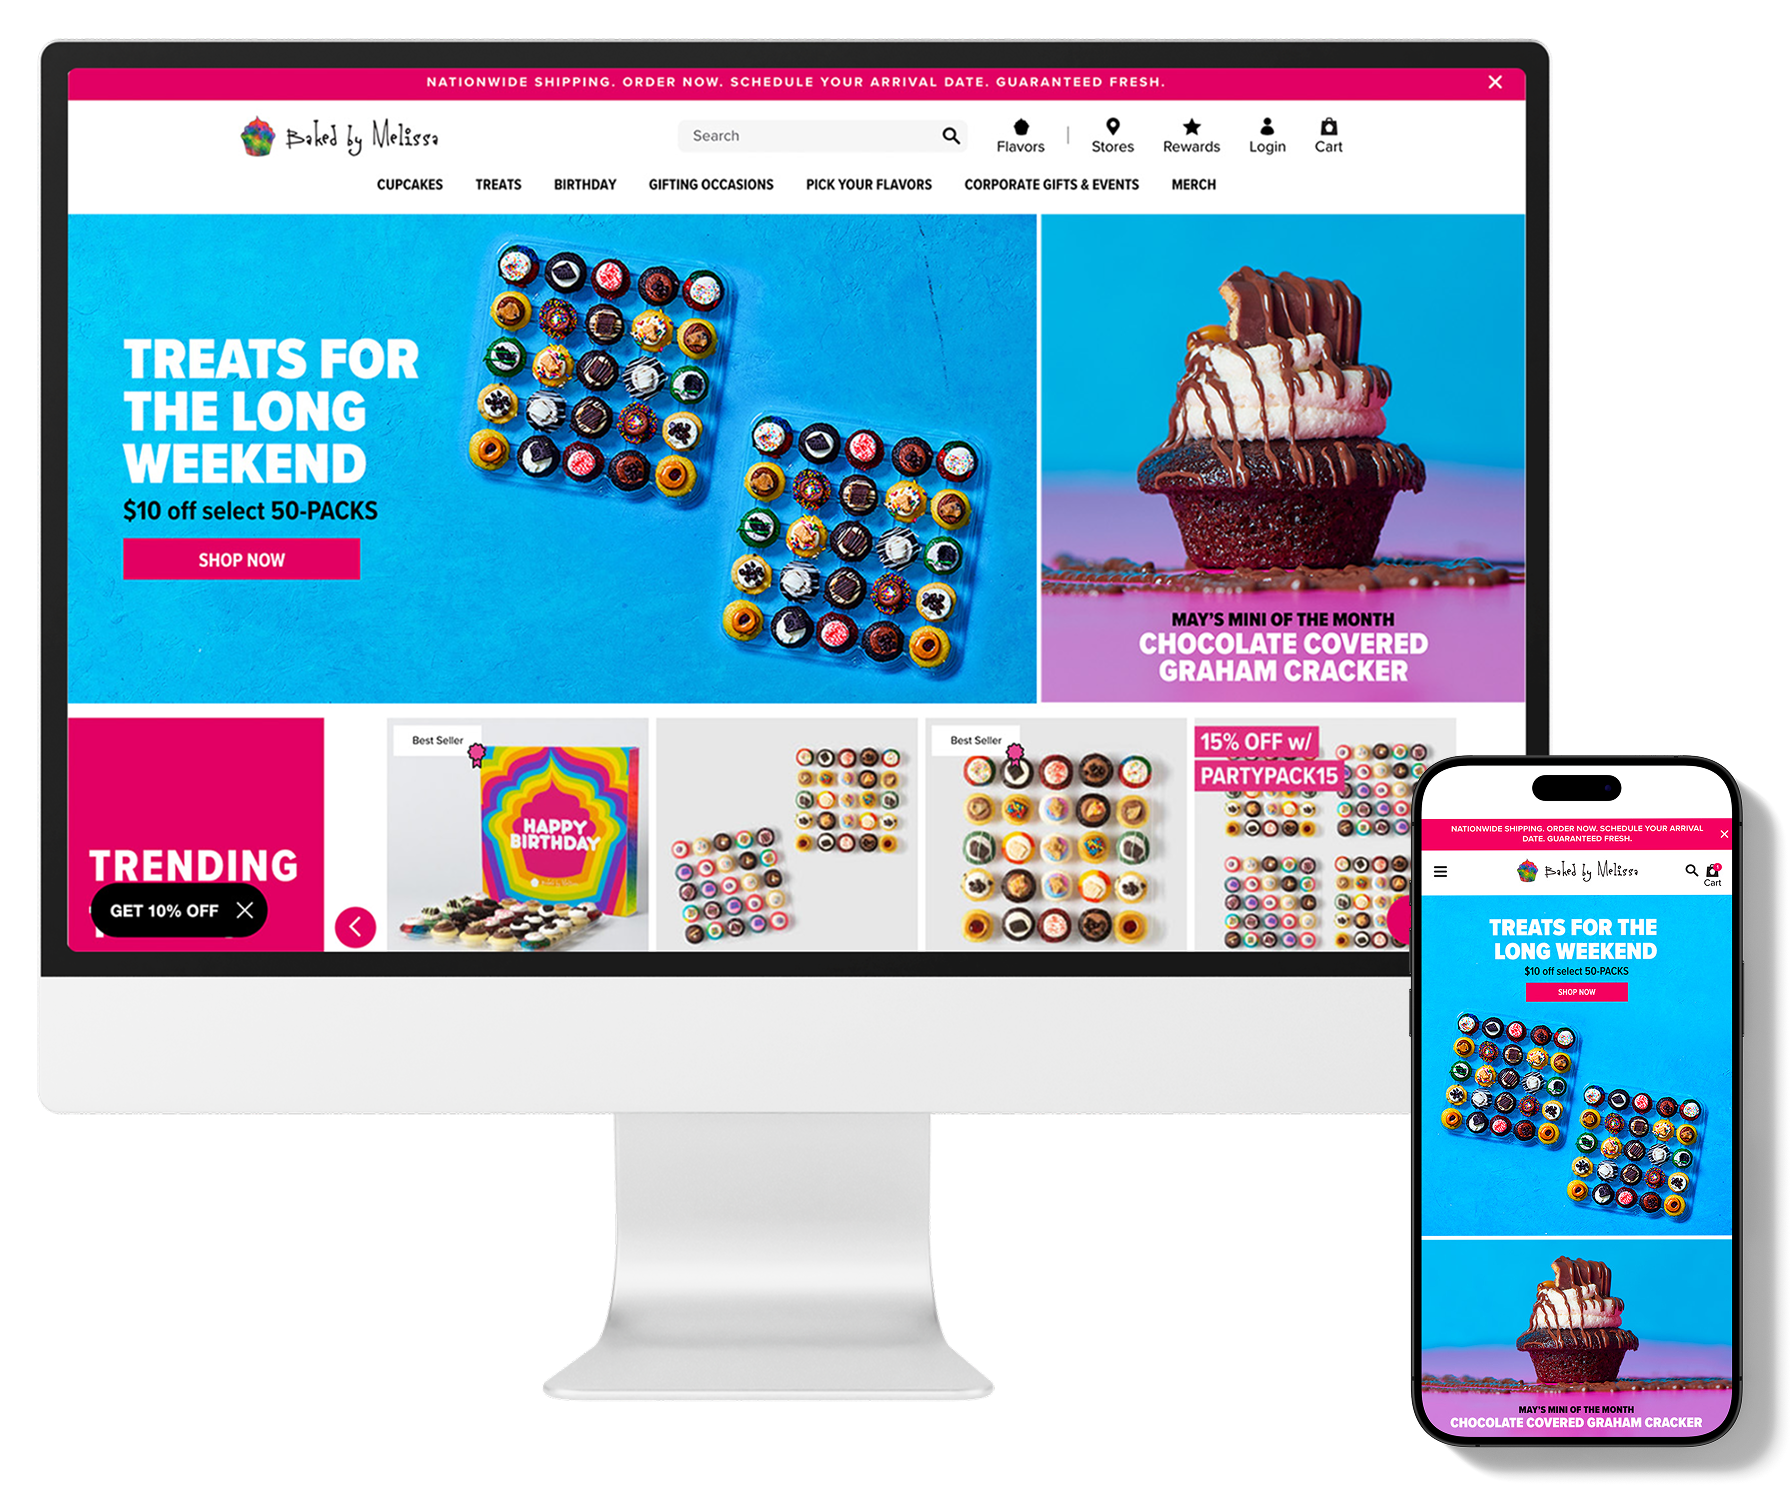 NATIONWIDE SHIPPING. ORDER NOW. SCHEDULE YOUR ARRIVAL DATE. GUARANTEED FRESH.
Baked by Melissa
Search
Flavors
Stores
Rewards
Login
Cart
CUPCAKES
TREATS
BIRTHDAY
GIFTING OCCASIONS
PICK YOUR FLAVORS
CORPORATE GIFTS & EVENTS
MERCH
TREATS FOR
THE LONG
WEEKEND
$10 off select 50-PACKS
SHOP NOW
MAY'S MINI OF THE MONTH
CHOCOLATE COVERED
GRAHAM CRACKER
TRENDING
GET 10% OFF
Best Seller
HAPPY
BIRTHDAY
Best Seller
15% OFF w/
PARTYPACK15
NATIONWIDE SHIPPING. ORDER NOW. SCHEDULE YOUR ARRIVAL
DATE. GUARANTEED FRESH.
Baked by Melissa
Cart
TREATS FOR THE
LONG WEEKEND
$10 off select 50-PACKS
SHOP NOW
MAY'S MINI OF THE MONTH
CHOCOLATE COVERED GRAHAM CRACKER